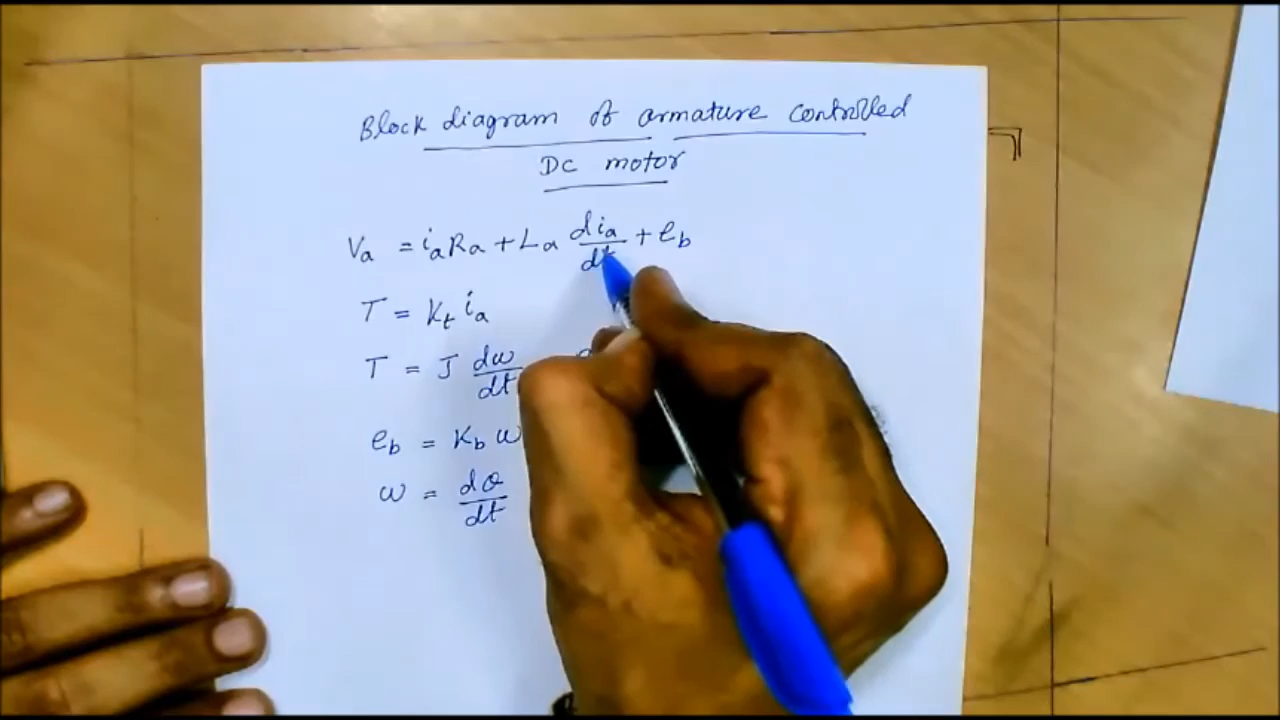 Block diagram of armature controlled
DC motor
Va = iaRa + La dia/dt + eb
T = Kt ia
T = J dω/dt
eb = Kb ω
ω = dθ/dt